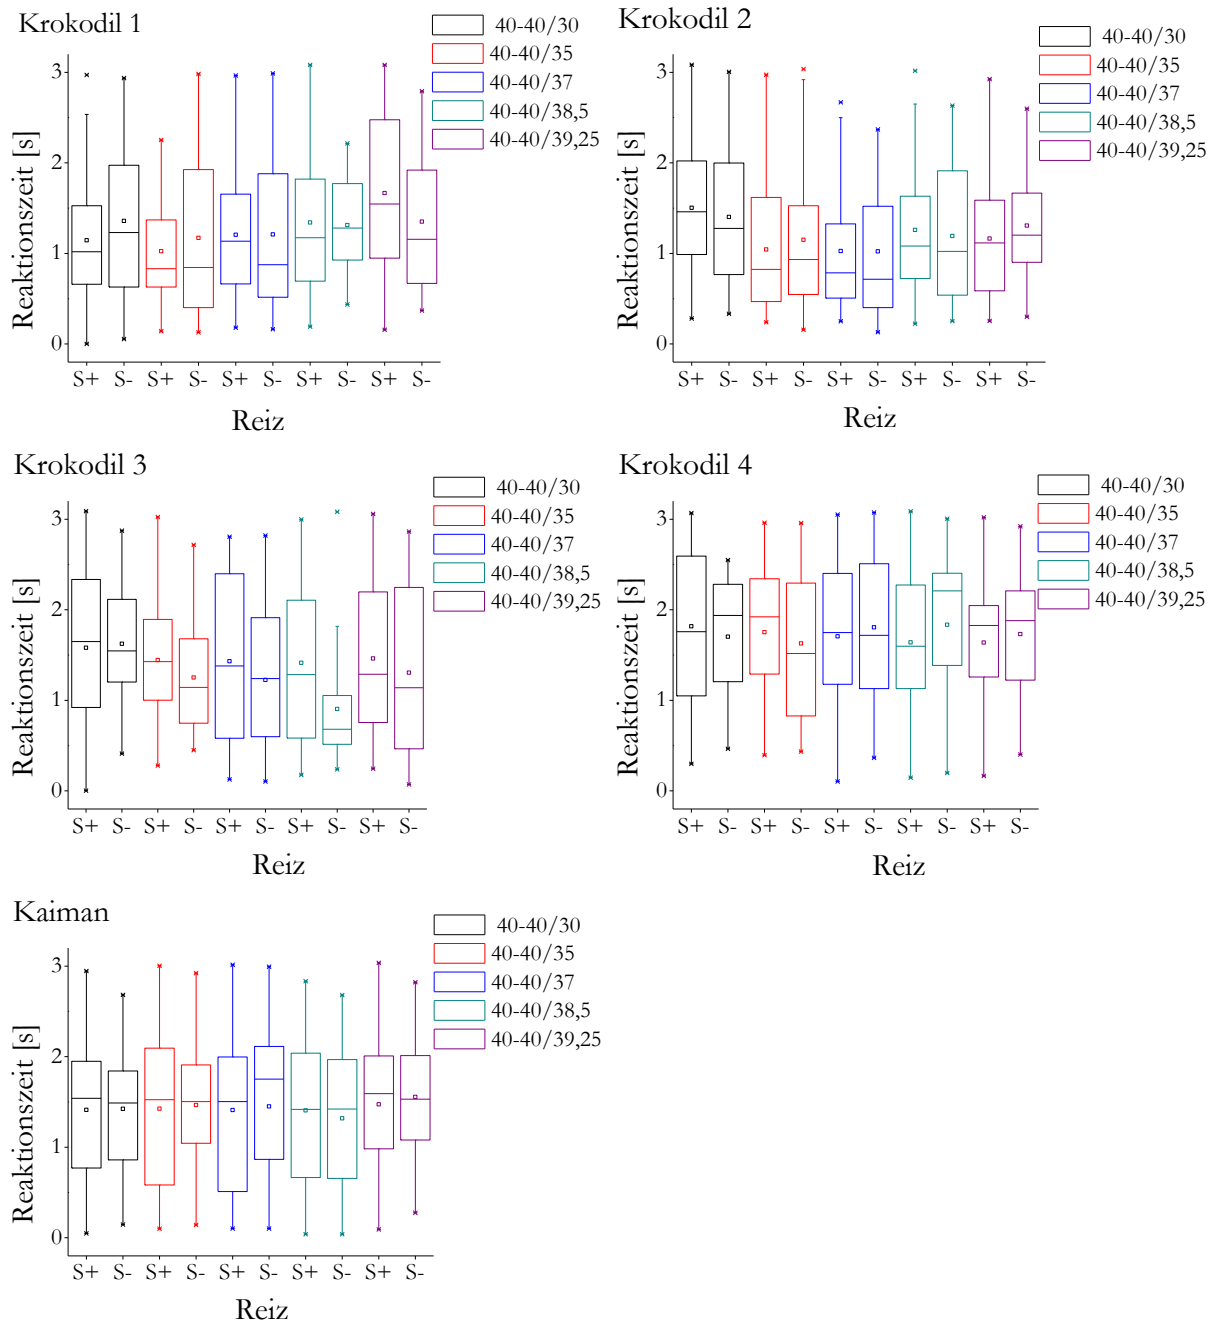 Krokodil 1
40-40/30
40-40/35
40-40/37
40-40/38,5
40-40/39,25
Reaktionszeit [s]
3
2
1
0
S+ S- S+ S- S+ S- S+ S- S+ S-
Reiz
Krokodil 2
40-40/30
40-40/35
40-40/37
40-40/38,5
40-40/39,25
Reaktionszeit [s]
3
2
1
0
S+ S- S+ S- S+ S- S+ S- S+ S-
Reiz
Krokodil 3
40-40/30
40-40/35
40-40/37
40-40/38,5
40-40/39,25
Reaktionszeit [s]
3
2
1
0
S+ S- S+ S- S+ S- S+ S- S+ S-
Reiz
Krokodil 4
40-40/30
40-40/35
40-40/37
40-40/38,5
40-40/39,25
Reaktionszeit [s]
3
2
1
0
S+ S- S+ S- S+ S- S+ S- S+ S-
Reiz
Kaiman
40-40/30
40-40/35
40-40/37
40-40/38,5
40-40/39,25
Reaktionszeit [s]
3
2
1
0
S+ S- S+ S- S+ S- S+ S- S+ S-
Reiz